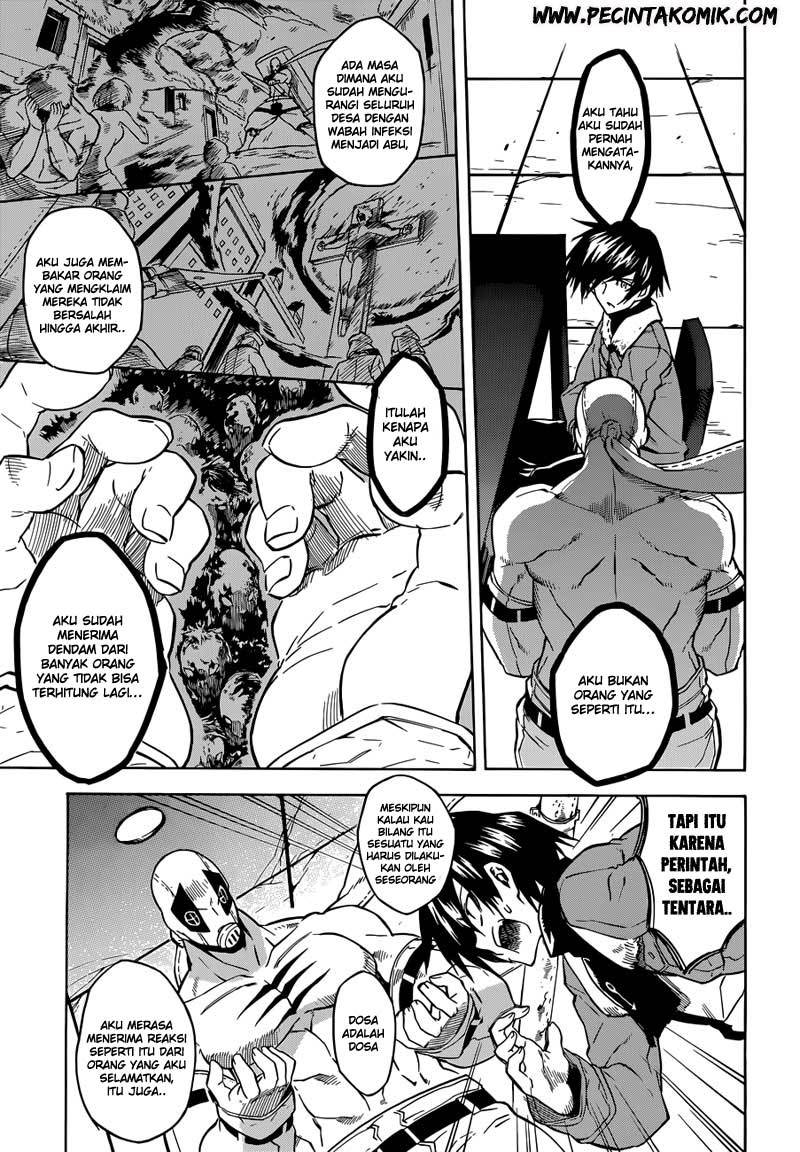 WWW.PECINTAKOMIK.COM
AKU TAHU
AKU SUDAH
PERNAH
MENGATA-
KANNYA,
AKU BUKAN
ORANG YANG
SEPERTI ITU...
ADA MASA
DIMANA AKU
SUDAH MENGU-
RANGI SELURUH
DESA DENGAN
WABAH INFEKSI
MENJADI ABU,
AKU JUGA MEM-
BAKAR ORANG
YANG MENGKLAIM
MEREKA TIDAK
BERSALAH
HINGGA AKHIR..
ITULAH
KENAPA
AKU
YAKIN..
AKU SUDAH
MENERIMA
DENDAM DARI
BANYAK ORANG
YANG TIDAK BISA
TERHITUNG LAGI...
TAPI ITU
KARENA
PERINTAH,
SEBAGAI
TENTARA..
MESKIPUN
KALAU KAU
BILANG ITU
SESUATU YANG
HARUS DILAKU-
KAN OLEH
SESEORANG
DOSA
ADALAH
DOSA
AKU MERASA
MENERIMA REAKSI
SEPERTI ITU DARI
ORANG YANG AKU
SELAMATKAN,
ITU JUGA..